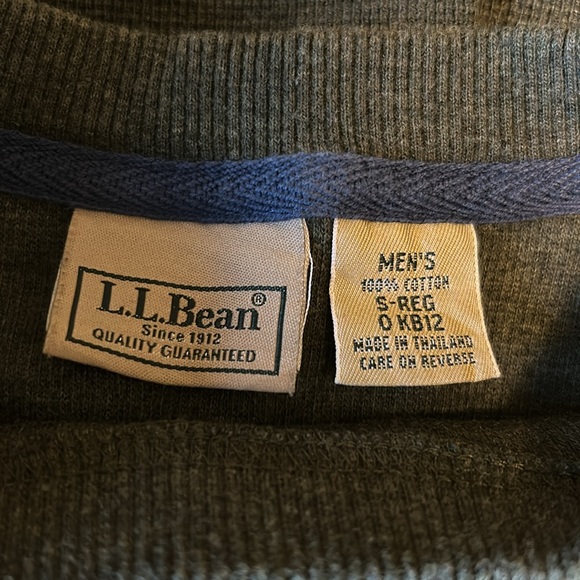 L.L.Bean®
Since 1912
QUALITY GUARANTEED
MEN'S
100% COTTON
S-REG
0 KB12
MADE IN THAILAND
CARE ON REVERSE